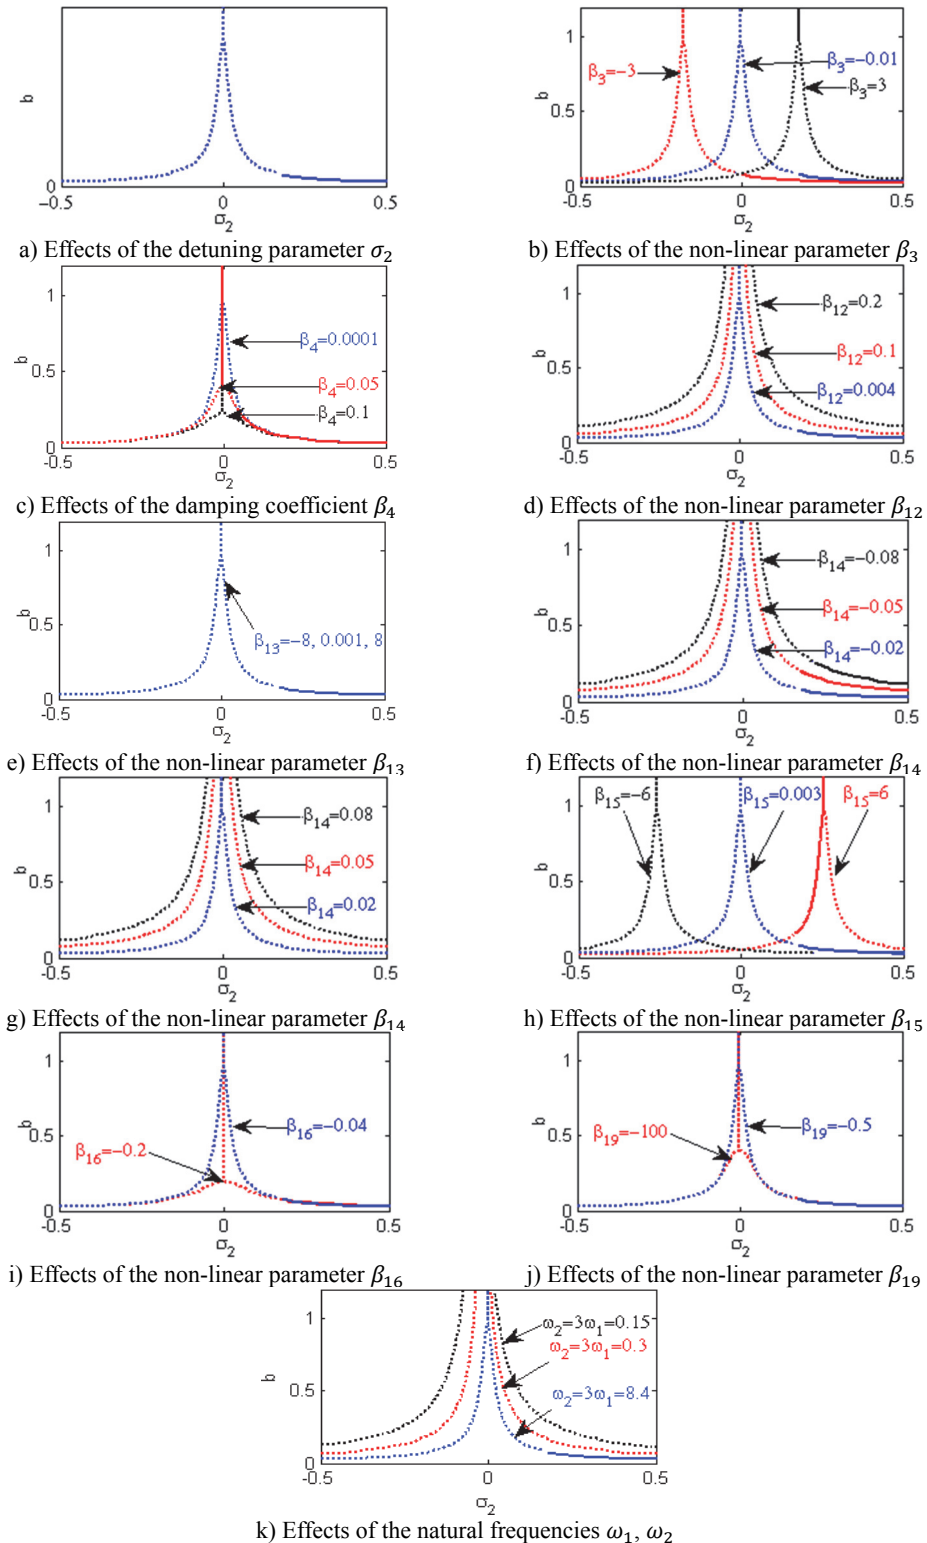 b
0
−0.5
0
0.5
σ2
a) Effects of the detuning parameter σ2
b
1
0.5
0
-0.5
0
0.5
σ2
β3=−3
β3=−0.01
β3=3
b) Effects of the non-linear parameter β3
b
1
0.5
0
-0.5
0
0.5
σ2
β4=0.0001
β4=0.05
β4=0.1
c) Effects of the damping coefficient β4
b
1
0.5
0
-0.5
0
0.5
σ2
β12=0.2
β12=0.1
β12=0.004
d) Effects of the non-linear parameter β12
b
1
0.5
0
-0.5
0
0.5
σ2
β13=−8, 0.001, 8
e) Effects of the non-linear parameter β13
b
1
0.5
0
-0.5
0
0.5
σ2
β14=−0.08
β14=−0.05
β14=−0.02
f) Effects of the non-linear parameter β14
b
1
0.5
0
-0.5
0
0.5
σ2
β14=0.08
β14=0.05
β14=0.02
g) Effects of the non-linear parameter β14
b
1
0.5
0
-0.5
0
0.5
σ2
β15=−6
β15=0.003
β15=6
h) Effects of the non-linear parameter β15
b
1
0.5
0
-0.5
0
0.5
σ2
β16=−0.04
β16=−0.2
i) Effects of the non-linear parameter β16
b
1
0.5
0
-0.5
0
0.5
σ2
β19=−100
β19=−0.5
j) Effects of the non-linear parameter β19
b
1
0.5
0
-0.5
0
0.5
σ2
ω2=3ω1=0.15
ω2=3ω1=0.3
ω2=3ω1=8.4
k) Effects of the natural frequencies ω1, ω2